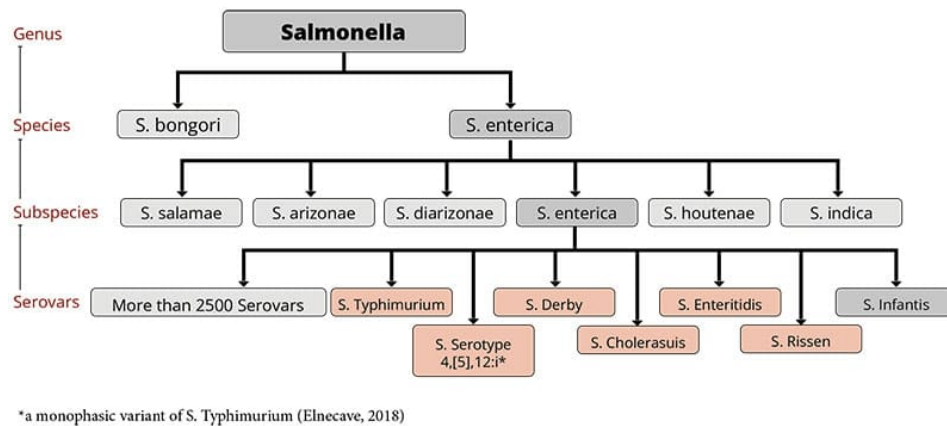 Genus
Salmonella
Species
S. bongori
S. enterica
Subspecies
S. salamae
S. arizonae
S. diarizonae
S. enterica
S. houtenae
S. indica
Serovars
More than 2500 Serovars
S. Typhimurium
S. Derby
S. Enteritidis
S. Infantis
S. Serotype
4,[5],12:i*
S. Cholerasuis
S. Rissen
*a monophasic variant of S. Typhimurium (Elnecave, 2018)